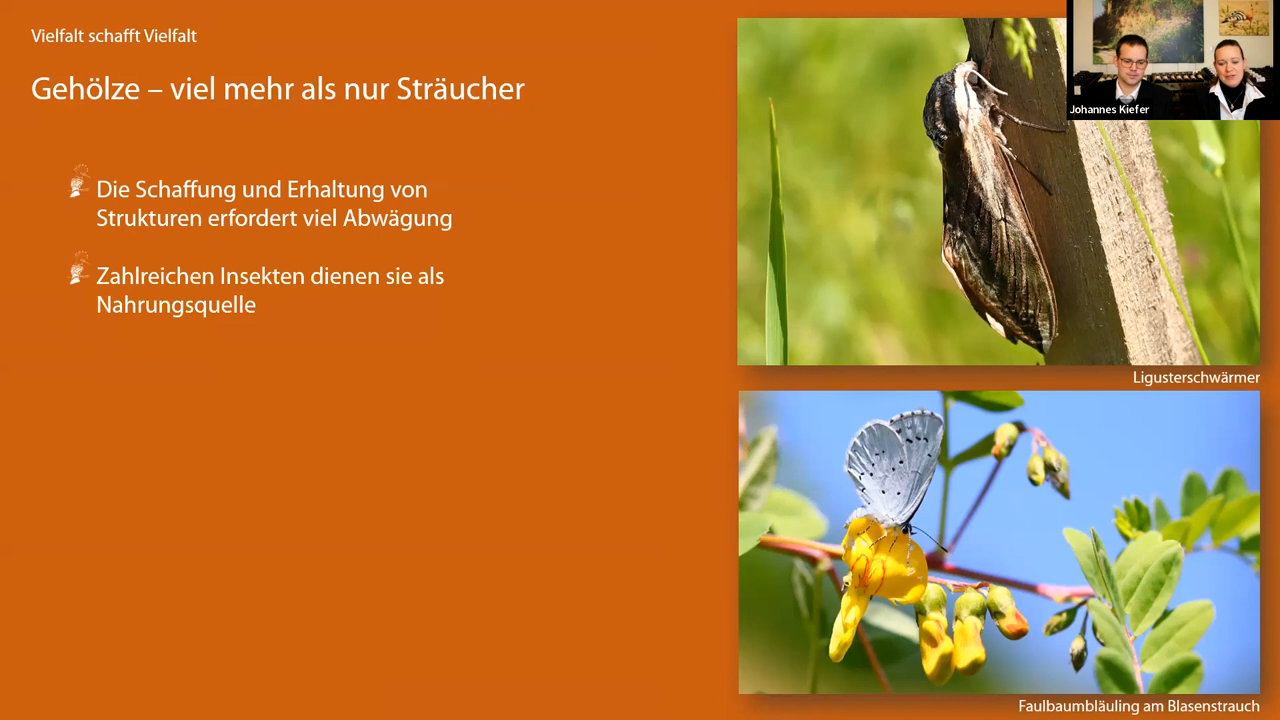 Vielfalt schafft Vielfalt
Gehölze – viel mehr als nur Sträucher
Die Schaffung und Erhaltung von
Strukturen erfordert viel Abwägung
Zahlreichen Insekten dienen sie als
Nahrungsquelle
Johannes Kiefer
Ligusterschwärmer
Faulbaumbläuling am Blasenstrauch